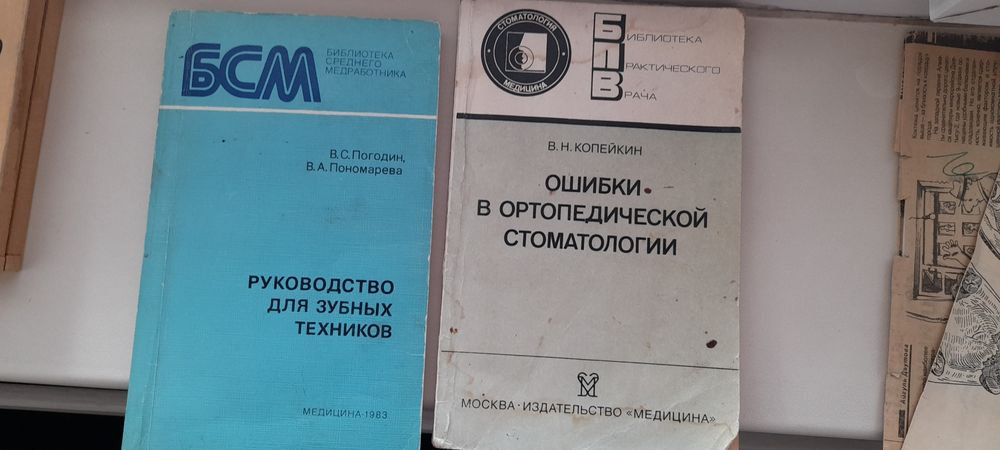 БСМ
БИБЛИОТЕКА
СРЕДНЕГО
МЕДРАБОТНИКА
В.С.Погодин,
В.А.Пономарева
РУКОВОДСТВО
ДЛЯ ЗУБНЫХ
ТЕХНИКОВ
МЕДИЦИНА-1983
СТОМАТОЛОГИЯ
МЕДИЦИНА
БИБЛИОТЕКА
ПРАКТИЧЕСКОГО
ВРАЧА
В. Н. КОПЕЙКИН
ОШИБКИ
В ОРТОПЕДИЧЕСКОЙ
СТОМАТОЛОГИИ
МОСКВА · ИЗДАТЕЛЬСТВО «МЕДИЦИНА»